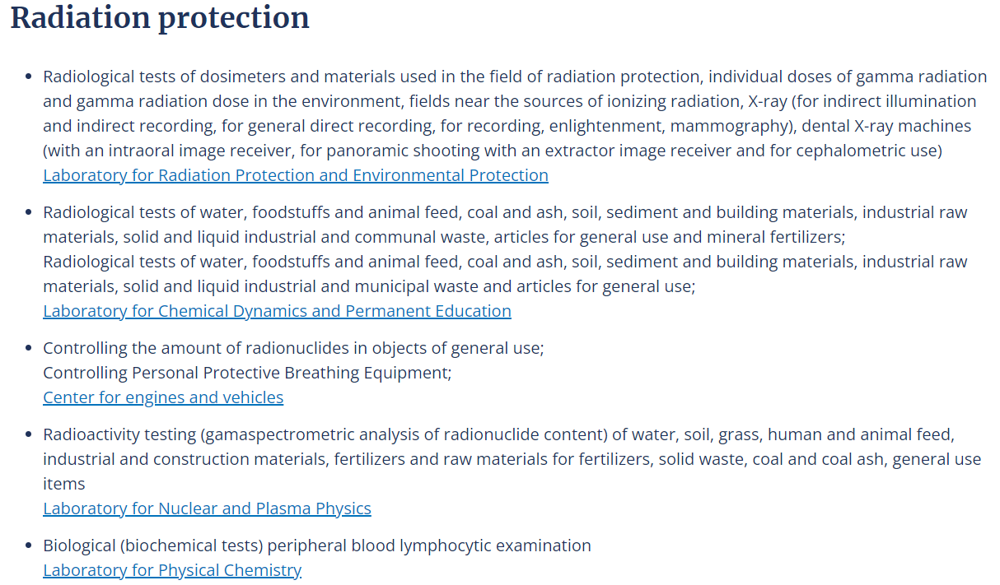 Radiation protection
Radiological tests of dosimeters and materials used in the field of radiation protection, individual doses of gamma radiation
and gamma radiation dose in the environment, fields near the sources of ionizing radiation, X-ray (for indirect illumination
and indirect recording, for general direct recording, for recording, enlightenment, mammography), dental X-ray machines
(with an intraoral image receiver, for panoramic shooting with an extractor image receiver and for cephalometric use)
Laboratory for Radiation Protection and Environmental Protection
Radiological tests of water, foodstuffs and animal feed, coal and ash, soil, sediment and building materials, industrial raw
materials, solid and liquid industrial and communal waste, articles for general use and mineral fertilizers;
Radiological tests of water, foodstuffs and animal feed, coal and ash, soil, sediment and building materials, industrial raw
materials, solid and liquid industrial and municipal waste and articles for general use;
Laboratory for Chemical Dynamics and Permanent Education
Controlling the amount of radionuclides in objects of general use;
Controlling Personal Protective Breathing Equipment;
Center for engines and vehicles
Radioactivity testing (gamaspectrometric analysis of radionuclide content) of water, soil, grass, human and animal feed,
industrial and construction materials, fertilizers and raw materials for fertilizers, solid waste, coal and coal ash, general use
items
Laboratory for Nuclear and Plasma Physics
Biological (biochemical tests) peripheral blood lymphocytic examination
Laboratory for Physical Chemistry